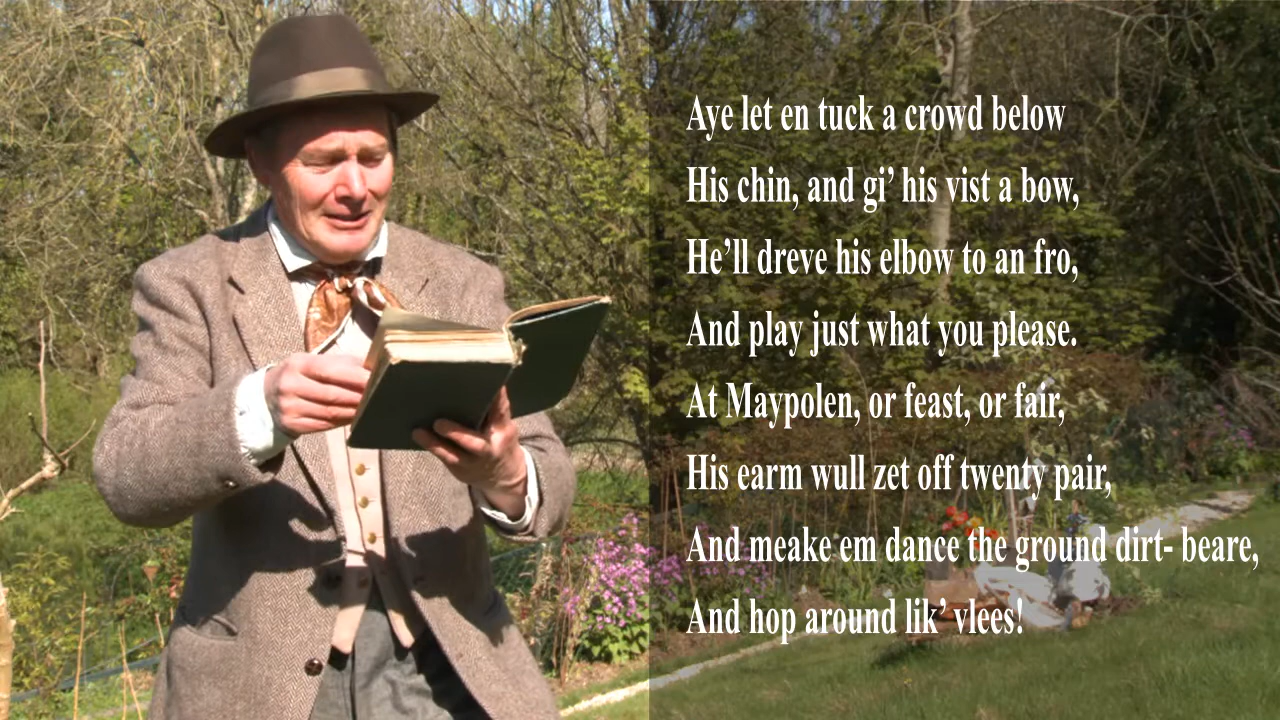 Aye let en tuck a crowd below
His chin, and gi’ his vist a bow,
He’ll dreve his elbow to an fro,
And play just what you please.
At Maypolen, or feast, or fair,
His earm wull zet off twenty pair,
And meake em dance the ground dirt- beare,
And hop around lik’ vlees!